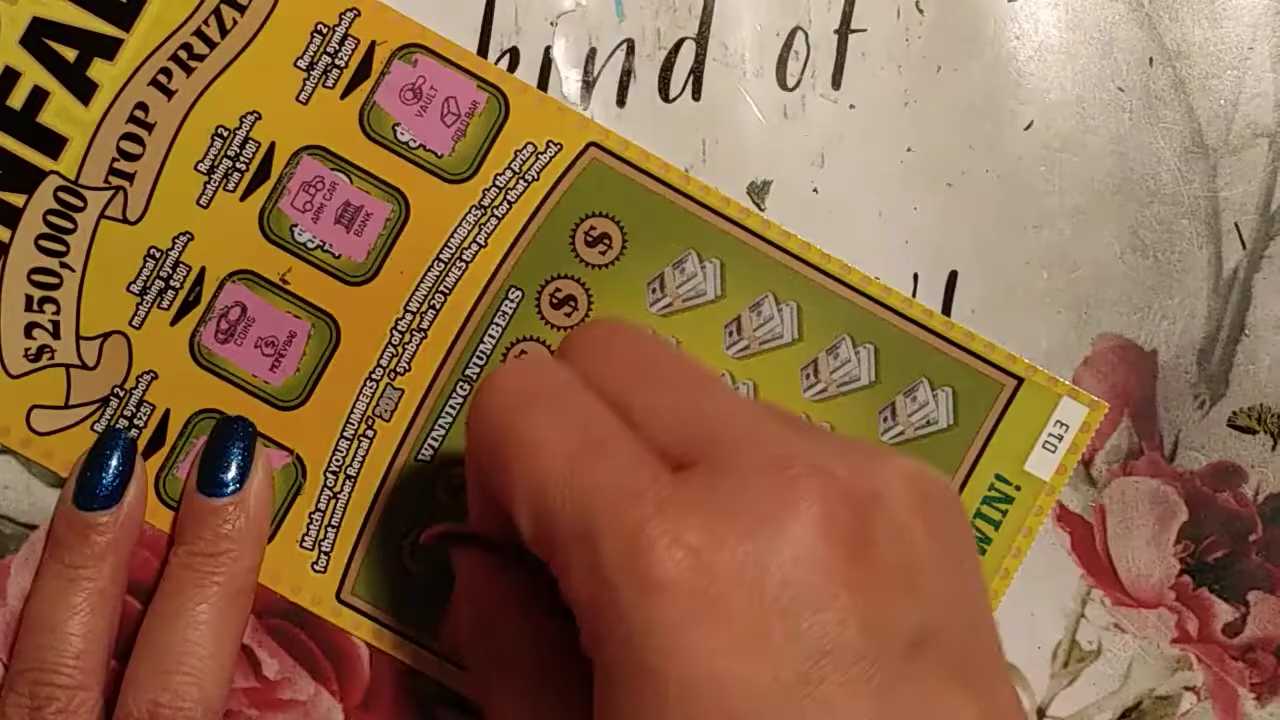 $250,000
TOP PRIZE
Reveal 2
matching symbols,
win $200!
VAULT
GOLD BAR
Reveal 2
matching symbols,
win $100!
ARM CAR
BANK
Reveal 2
matching symbols,
win $50!
COINS
MONEYBAG
Reveal 2
symbols,
$25!
Match any of YOUR NUMBERS to any of the WINNING NUMBERS, win the prize
for that number. Reveal a "20X" symbol, win 20 TIMES the prize for that symbol.
WINNING NUMBERS
WIN!
013
kind of